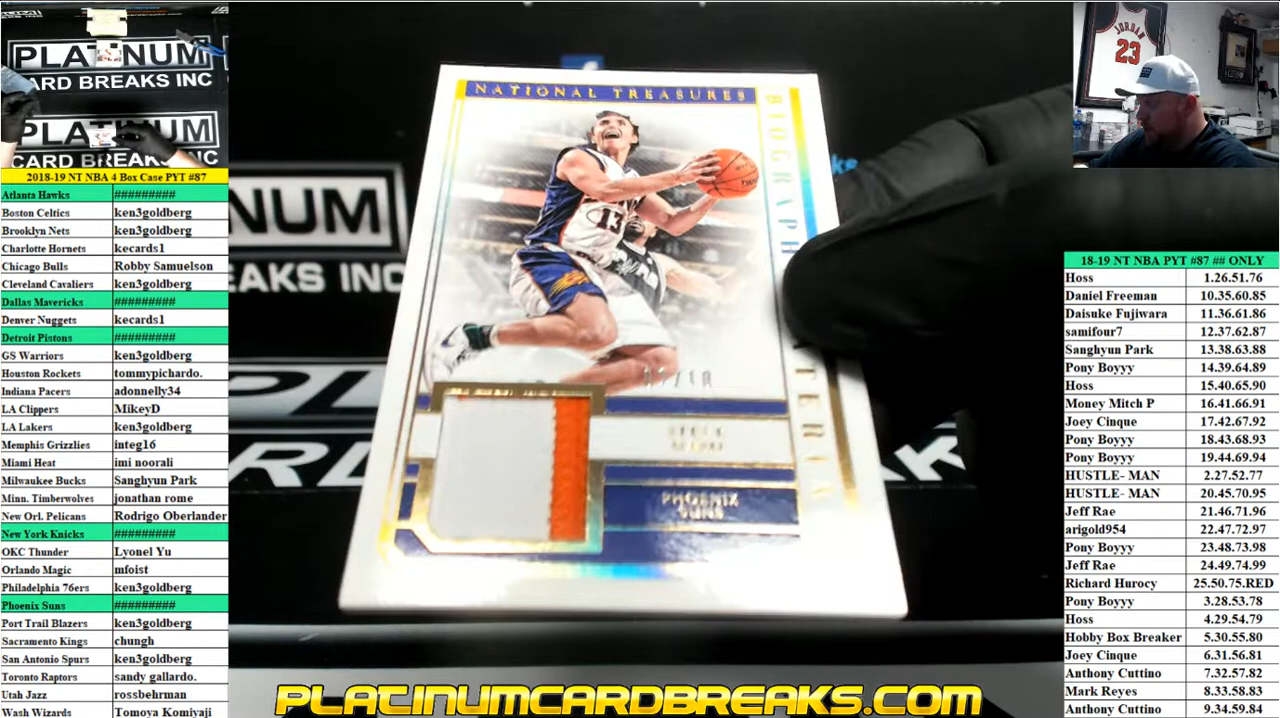 PLATINUM
CARD BREAKS INC
PLATINUM
CARD BREAKS INC
2018-19 NT NBA 4 Box Case PYT #87
Atlanta Hawks #########
Boston Celtics ken3goldberg
Brooklyn Nets ken3goldberg
Charlotte Hornets kecards1
Chicago Bulls Robby Samuelson
Cleveland Cavaliers ken3goldberg
Dallas Mavericks #########
Denver Nuggets kecards1
Detroit Pistons #########
GS Warriors ken3goldberg
Houston Rockets tommypichardo.
Indiana Pacers adonnelly34
LA Clippers MikeyD
LA Lakers ken3goldberg
Memphis Grizzlies integ16
Miami Heat imi noorali
Milwaukee Bucks Sanghyun Park
Minn. Timberwolves jonathan rome
New Orl. Pelicans Rodrigo Oberlander
New York Knicks #########
OKC Thunder Lyonel Yu
Orlando Magic mfoist
Philadelphia 76ers ken3goldberg
Phoenix Suns #########
Port Trail Blazers ken3goldberg
Sacramento Kings chungh
San Antonio Spurs ken3goldberg
Toronto Raptors sandy gallardo.
Utah Jazz rossbehrman
Wash Wizards Tomoya Komiyaji
NATIONAL TREASURES
13
PHOENIX
SUNS
NUM
AKS INC
PLATINUMCARDBREAKS.COM
JORDAN
23
18-19 NT NBA PYT #87 ## ONLY
Hoss 1.26.51.76
Daniel Freeman 10.35.60.85
Daisuke Fujiwara 11.36.61.86
samifour7 12.37.62.87
Sanghyun Park 13.38.63.88
Pony Boyyy 14.39.64.89
Hoss 15.40.65.90
Money Mitch P 16.41.66.91
Joey Cinque 17.42.67.92
Pony Boyyy 18.43.68.93
Pony Boyyy 19.44.69.94
HUSTLE- MAN 2.27.52.77
HUSTLE- MAN 20.45.70.95
Jeff Rae 21.46.71.96
arigold954 22.47.72.97
Pony Boyyy 23.48.73.98
Jeff Rae 24.49.74.99
Richard Hurocy 25.50.75.RED
Pony Boyyy 3.28.53.78
Hoss 4.29.54.79
Hobby Box Breaker 5.30.55.80
Joey Cinque 6.31.56.81
Anthony Cuttino 7.32.57.82
Mark Reyes 8.33.58.83
Anthony Cuttino 9.34.59.84